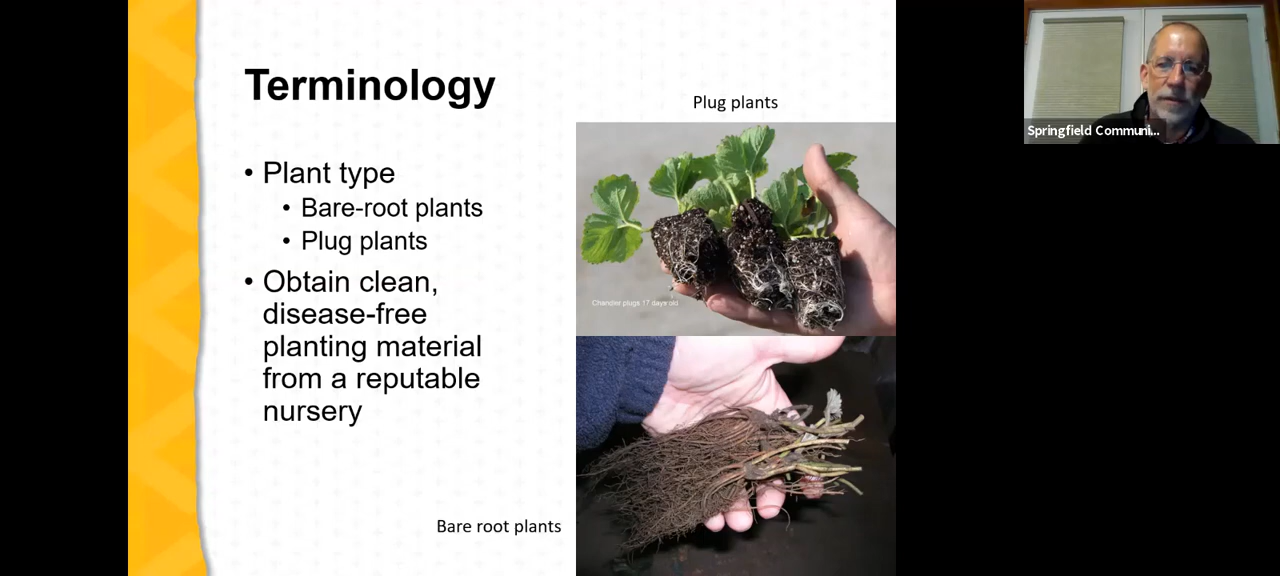 Terminology
• Plant type
• Bare-root plants
• Plug plants
• Obtain clean,
disease-free
planting material
from a reputable
nursery
Plug plants
Chandler plugs 17 days old
Bare root plants
Springfield Communi...